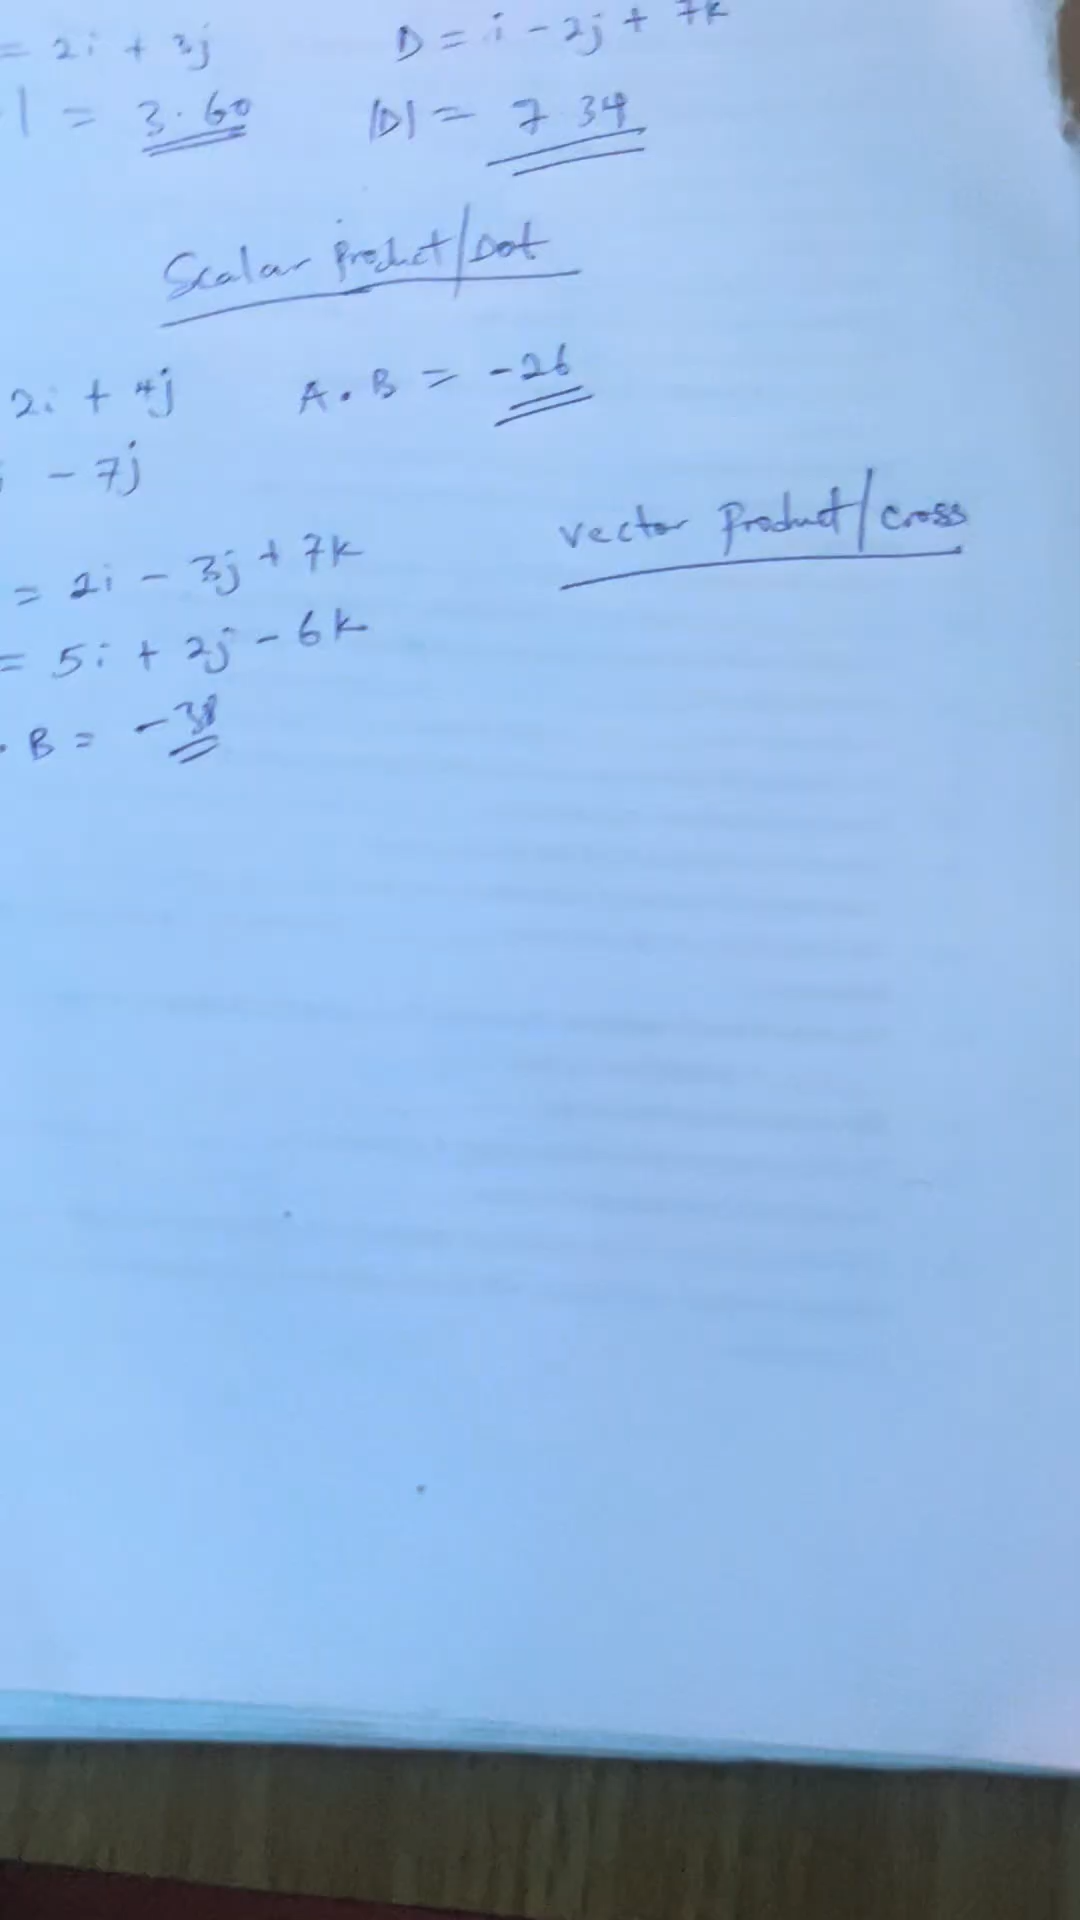 = 2i + 3j D = i - 2j + 7k
| = 3.60 |D| = 7.34
Scalar Product/Dot
2i + 4j A . B = -26
- 7j
vector Product/cross
= 2i - 3j + 7k
= 5i + 2j - 6k
. B = -38